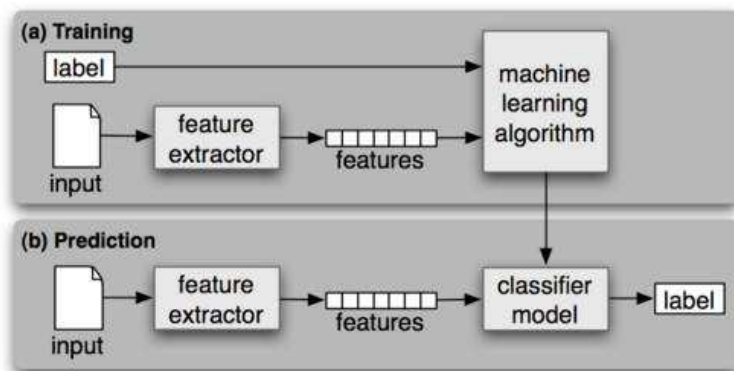 (a) Training
label
machine
learning
algorithm
feature
extractor
features
input
(b) Prediction
feature
extractor
features
classifier
model
label
input